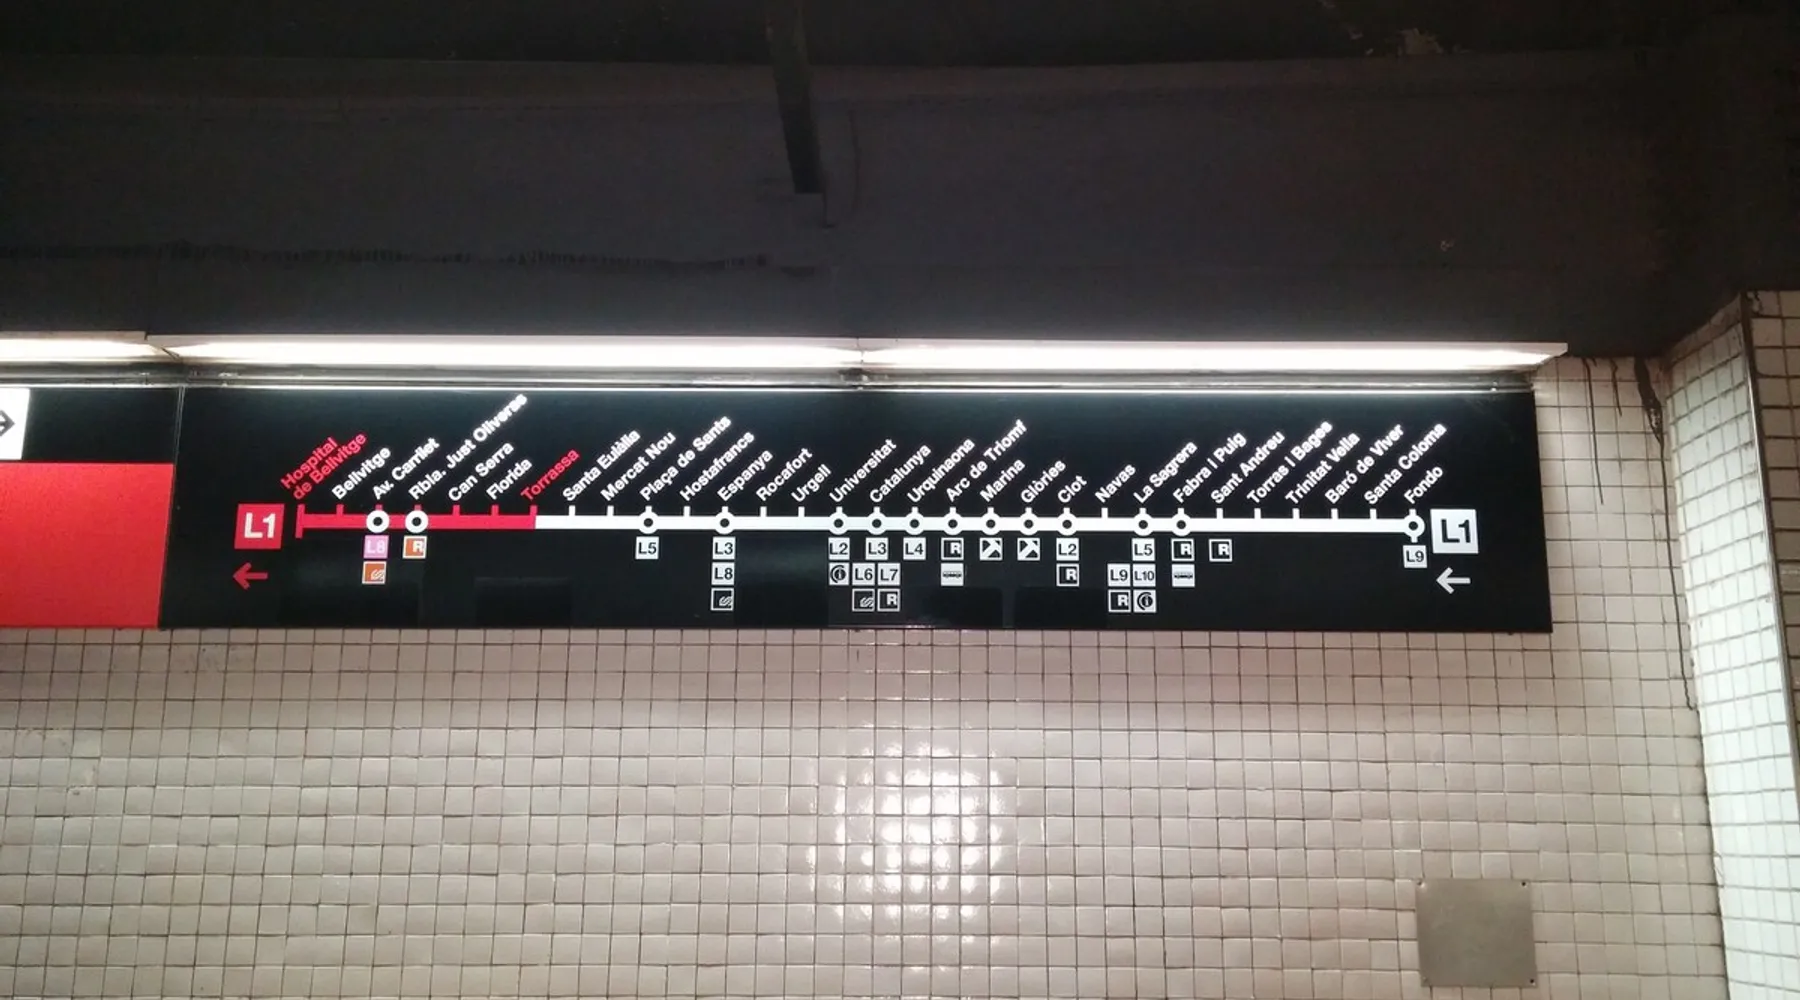 Hospital
de Bellvitge
Bellvitge
Av. Carrilet
Rbla. Just Oliveras
Can Serra
Florida
Torrassa
Santa Eulàlia
Mercat Nou
Plaça de Sants
Hostafrancs
Espanya
Rocafort
Urgell
Universitat
Catalunya
Urquinaona
Arc de Triomf
Marina
Glòries
Clot
Navas
La Sagrera
Fabra i Puig
Sant Andreu
Torras i Bages
Trinitat Vella
Baró de Viver
Santa Coloma
Fondo
L1
L1
L8 R L5 L3 L2 L3 L4 R L2 L5 R R L9
L8 L6 L7 R L9 L10
R R